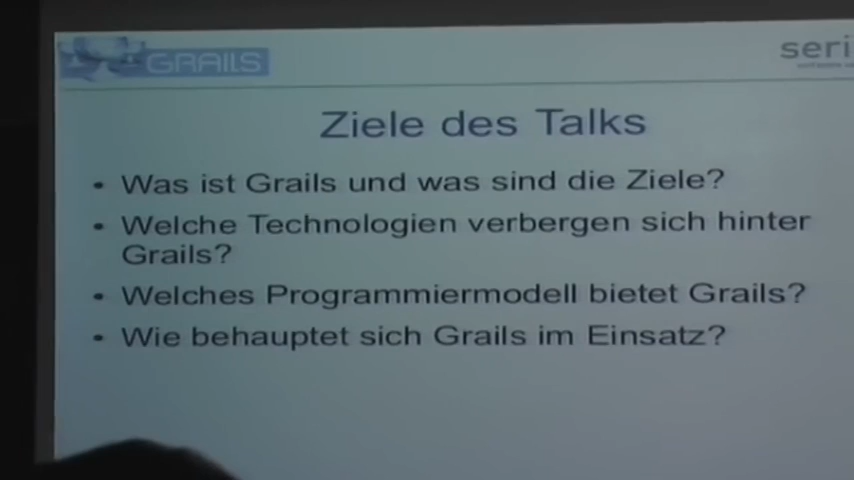 GRAILS
seri
Ziele des Talks
• Was ist Grails und was sind die Ziele?
• Welche Technologien verbergen sich hinter
Grails?
• Welches Programmiermodell bietet Grails?
• Wie behauptet sich Grails im Einsatz?